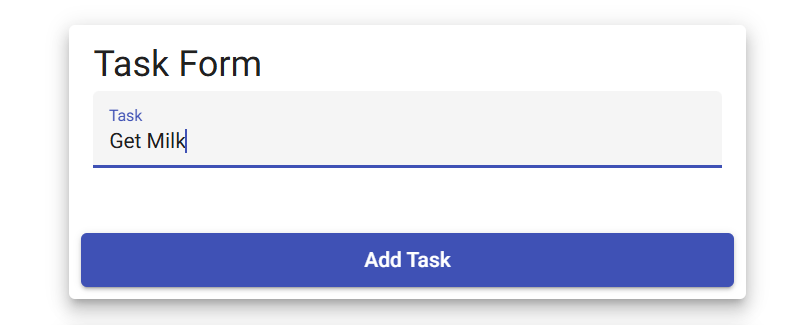 Task Form
Task
Get Milk
Add Task